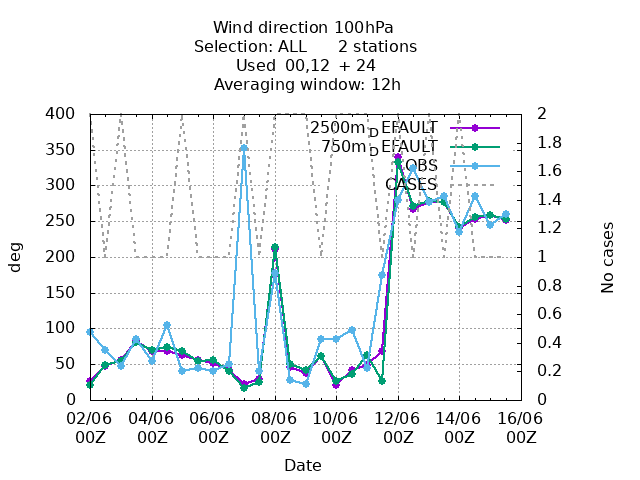 Wind direction 100hPa
Selection: ALL 2 stations
Used 00,12 + 24
Averaging window: 12h
2500m_DEFAULT
750m_DEFAULT
OBS
CASES
400
350
300
250
200
150
100
50
0
deg
2
1.8
1.6
1.4
1.2
1
0.8
0.6
0.4
0.2
0
No cases
02/06 04/06 06/06 08/06 10/06 12/06 14/06 16/06
00Z 00Z 00Z 00Z 00Z 00Z 00Z 00Z
Date